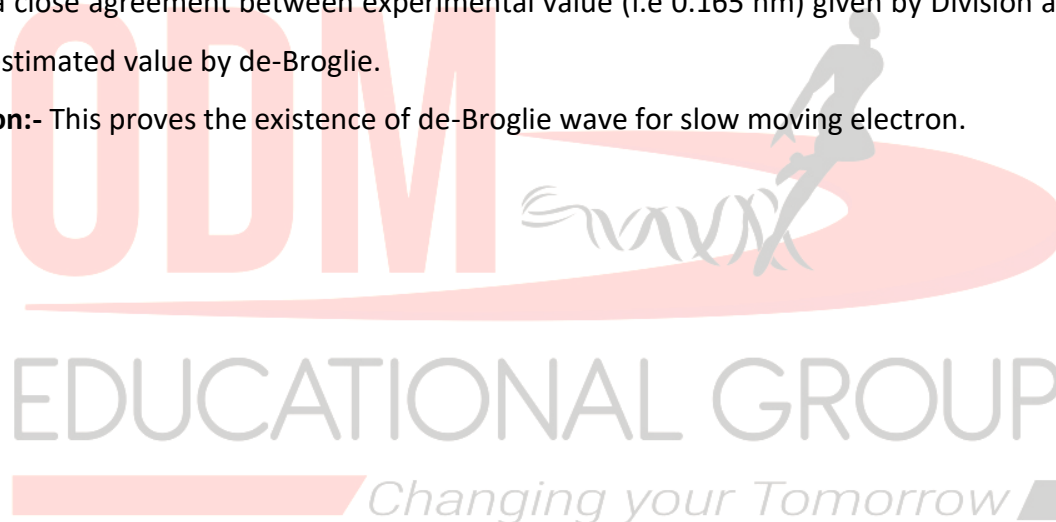 a close agreement between experimental value (i.e 0.165 nm) given by Division a
stimated value by de-Broglie.
on:- This proves the existence of de-Broglie wave for slow moving electron.
ODM
EDUCATIONAL GROUP
Changing your Tomorrow